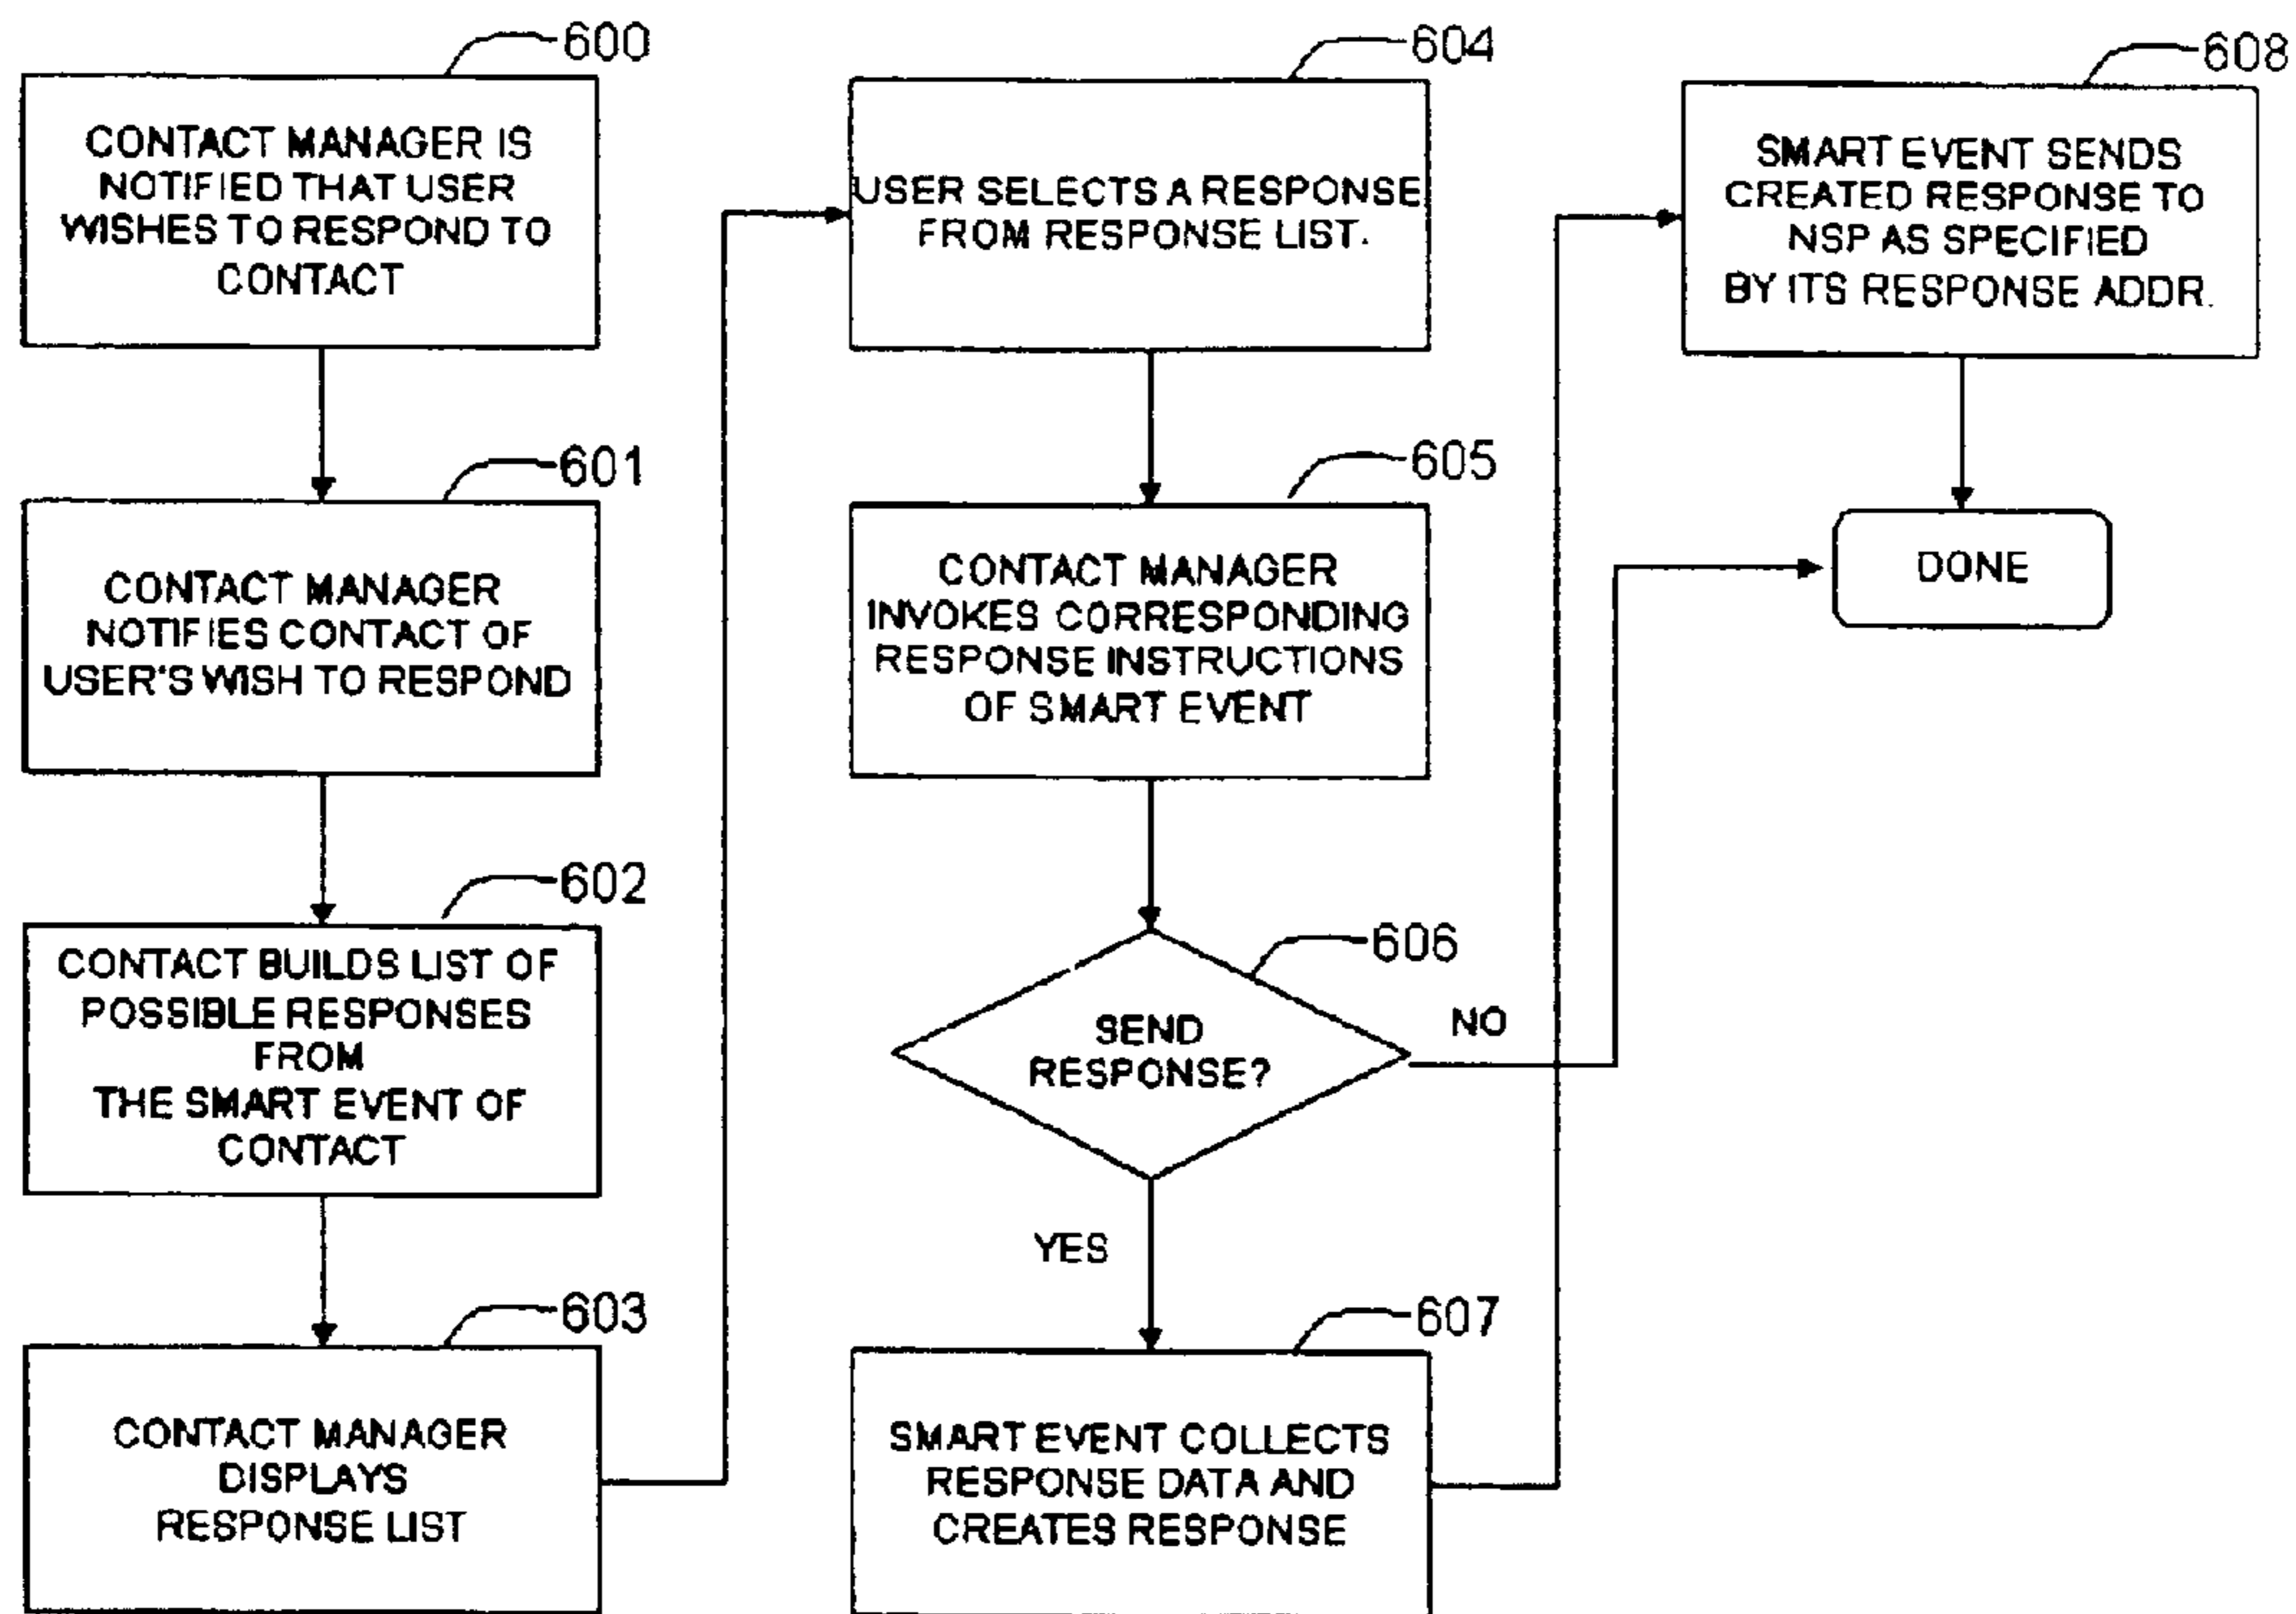 600
CONTACT MANAGER IS
NOTIFIED THAT USER
WISHES TO RESPOND TO
CONTACT
601
CONTACT MANAGER
NOTIFIES CONTACT OF
USER'S WISH TO RESPOND
602
CONTACT BUILDS LIST OF
POSSIBLE RESPONSES
FROM
THE SMART EVENT OF
CONTACT
603
CONTACT MANAGER
DISPLAYS
RESPONSE LIST
604
USER SELECTS A RESPONSE
FROM RESPONSE LIST.
605
CONTACT MANAGER
INVOKES CORRESPONDING
RESPONSE INSTRUCTIONS
OF SMART EVENT
606
SEND
RESPONSE?
NO
YES
607
SMART EVENT COLLECTS
RESPONSE DATA AND
CREATES RESPONSE
608
SMART EVENT SENDS
CREATED RESPONSE TO
NSP AS SPECIFIED
BY ITS RESPONSE ADDR.
DONE